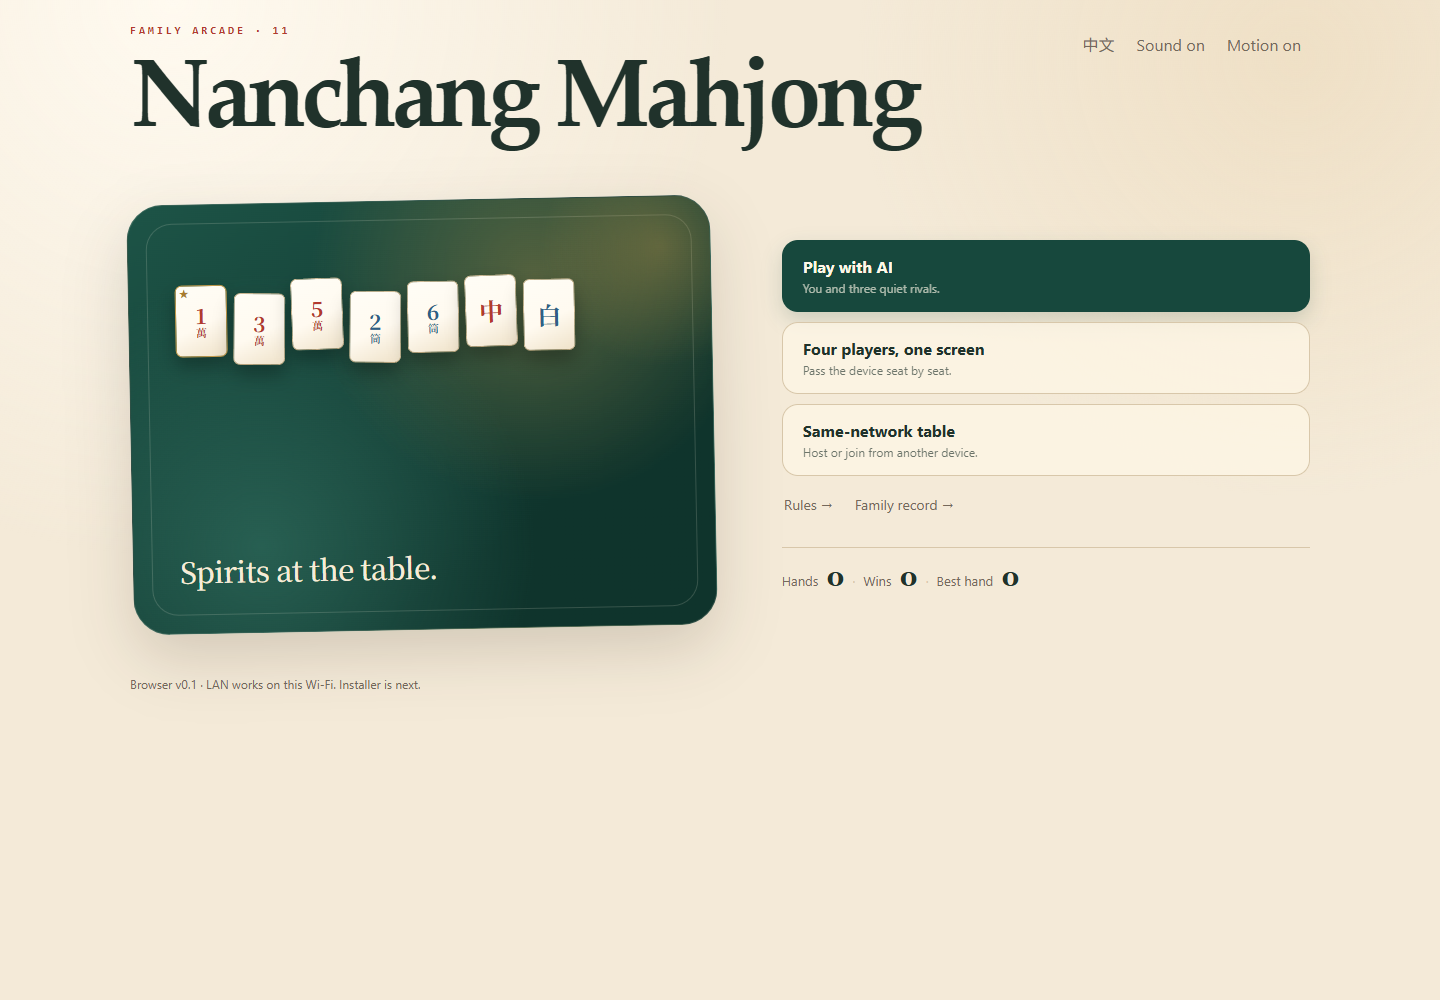 FAMILY ARCADE · 11
Nanchang Mahjong
中文 Sound on Motion on
★
1
萬
3
萬
5
萬
2
筒
6
筒
中
白
Spirits at the table.
Play with AI
You and three quiet rivals.
Four players, one screen
Pass the device seat by seat.
Same-network table
Host or join from another device.
Rules → Family record →
Hands 0 · Wins 0 · Best hand 0
Browser v0.1 · LAN works on this Wi-Fi. Installer is next.